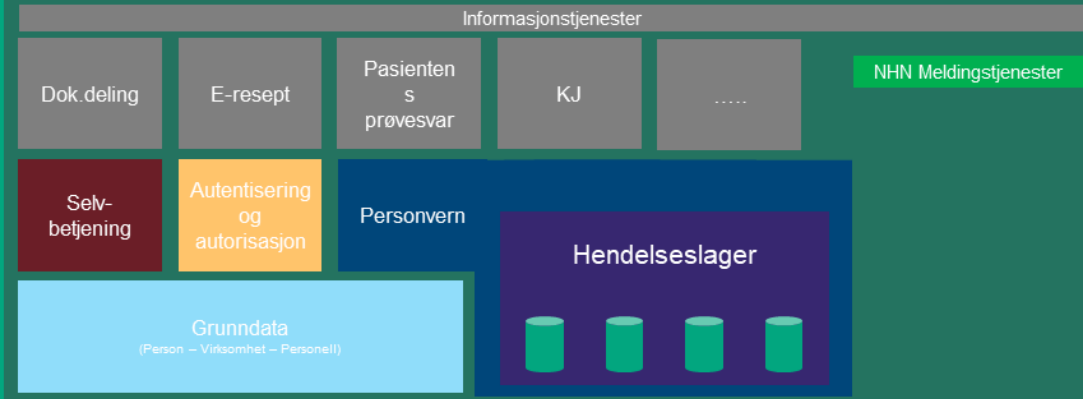 Informasjonstjenester
Dok.deling
E-resept
Pasienten
s
prøvesvar
KJ
.....
NHN Meldingstjenester
Selv-
betjening
Autentisering
og
autorisasjon
Personvern
Hendelseslager
Grunndata
(Person – Virksomhet – Personell)